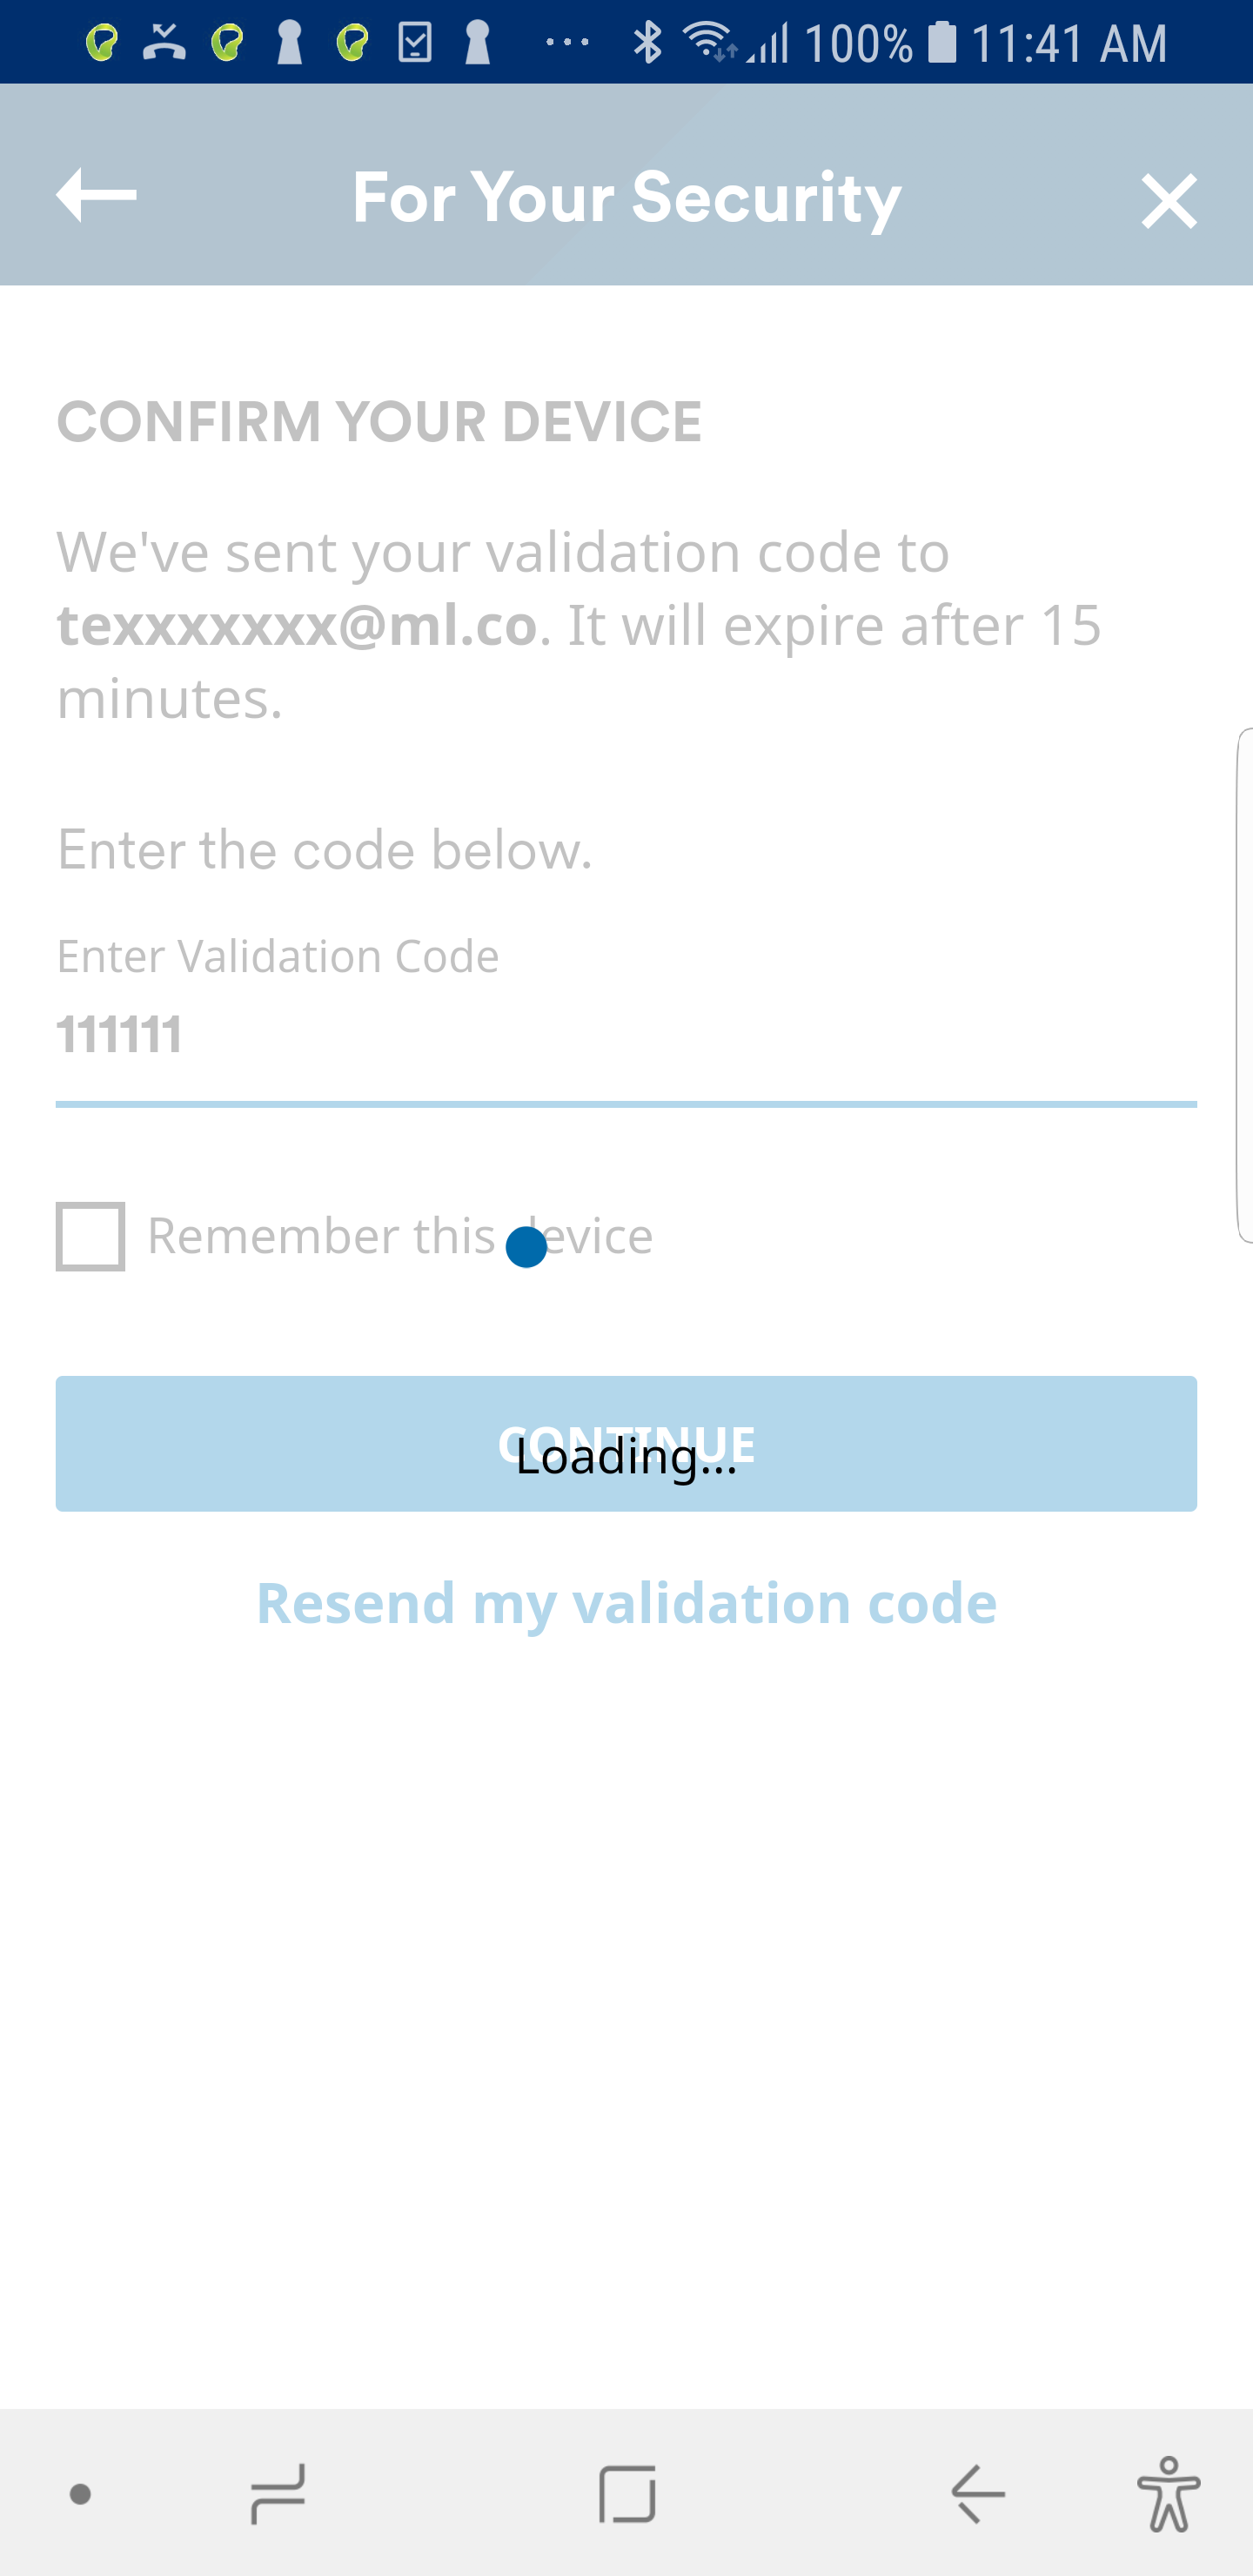 100% 11:41 AM
For Your Security
CONFIRM YOUR DEVICE
We've sent your validation code to
texxxxxxx@ml.co. It will expire after 15
minutes.
Enter the code below.
Enter Validation Code
111111
Remember this device
CONTINUE
Loading...
Resend my validation code